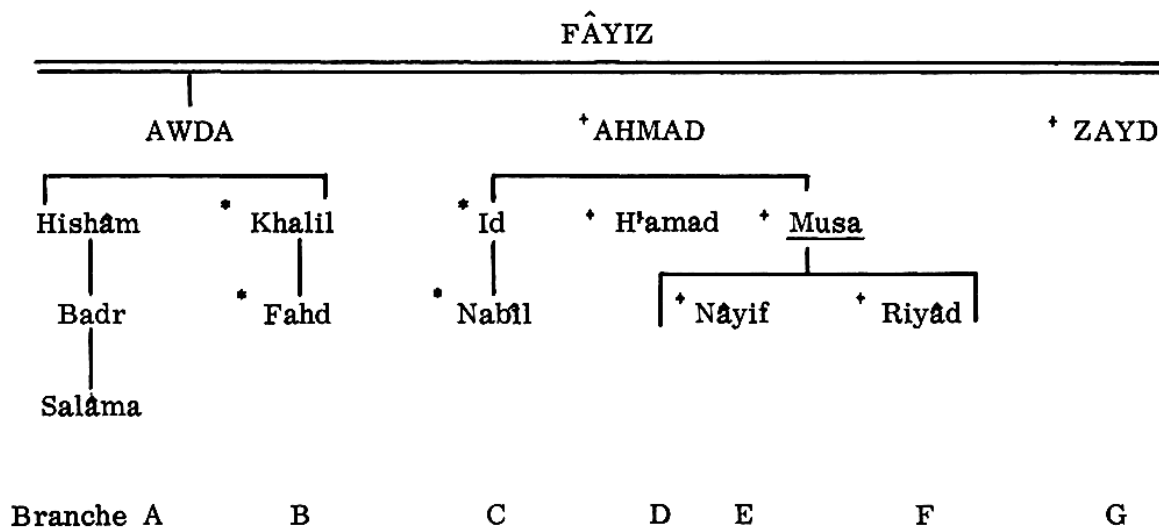 FÂYIZ
AWDA + AHMAD + ZAYD
Hishâm * Khalil * Id + H'amad + Musa
Badr * Fahd * Nabîl + Nâyif + Riyâd
Salâma
Branche A B C D E F G